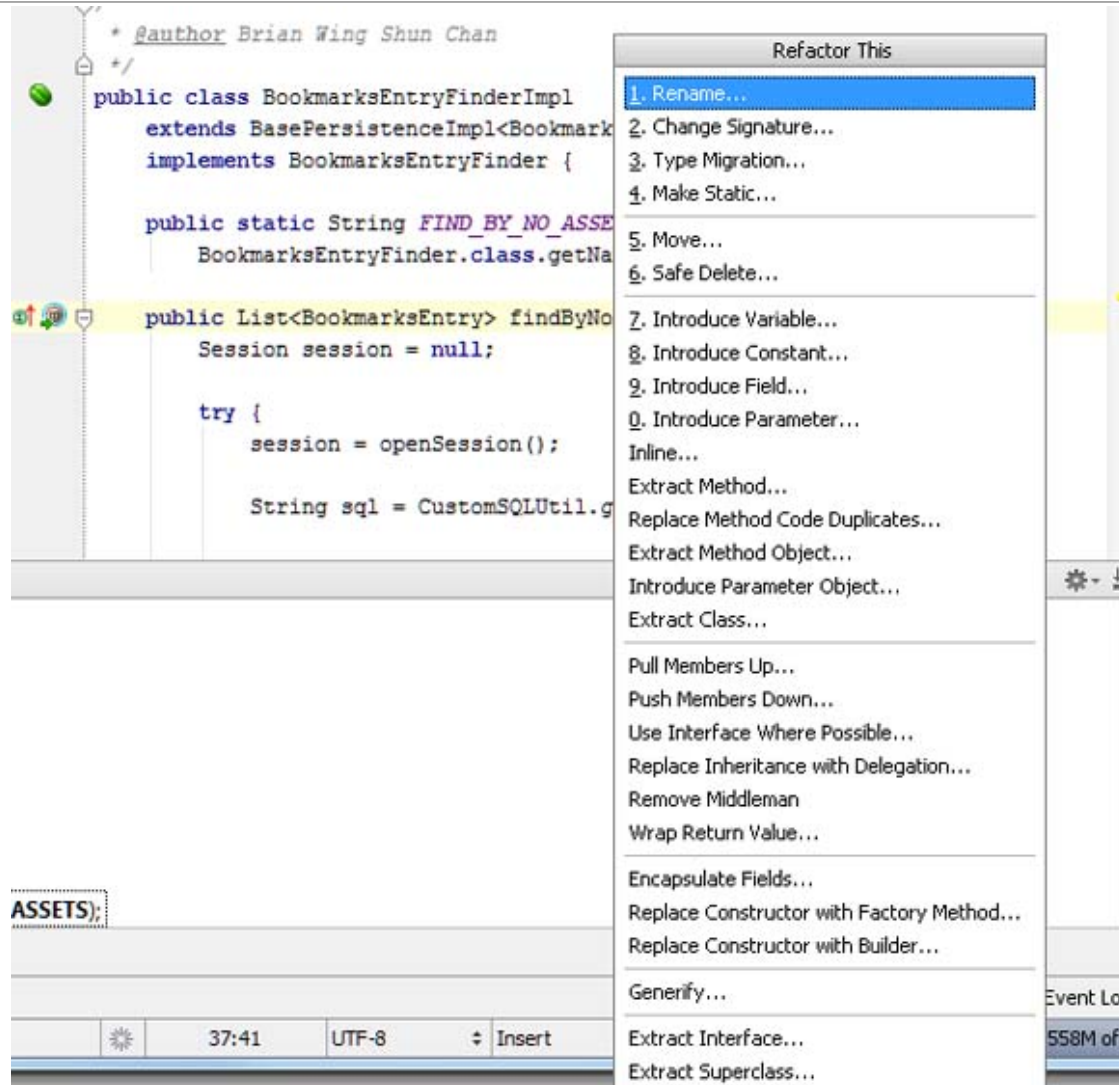 * @author Brian Wing Shun Chan
*/
public class BookmarksEntryFinderImpl
extends BasePersistenceImpl<Bookmark
implements BookmarksEntryFinder {
public static String FIND_BY_NO_ASSE
BookmarksEntryFinder.class.getNa
public List<BookmarksEntry> findByNo
Session session = null;
try {
session = openSession();
String sql = CustomSQLUtil.g
Refactor This
1. Rename...
2. Change Signature...
3. Type Migration...
4. Make Static...
5. Move...
6. Safe Delete...
7. Introduce Variable...
8. Introduce Constant...
9. Introduce Field...
0. Introduce Parameter...
Inline...
Extract Method...
Replace Method Code Duplicates...
Extract Method Object...
Introduce Parameter Object...
Extract Class...
Pull Members Up...
Push Members Down...
Use Interface Where Possible...
Replace Inheritance with Delegation...
Remove Middleman
Wrap Return Value...
Encapsulate Fields...
Replace Constructor with Factory Method...
Replace Constructor with Builder...
Generify...
Extract Interface...
Extract Superclass...
ASSETS);
Event Lo
37:41 UTF-8 Insert 558M of